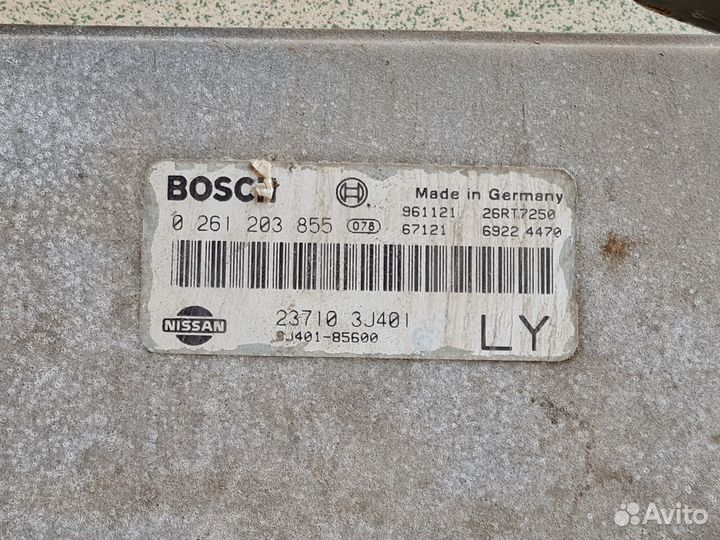 BOSCH
Made in Germany
0 261 203 855 078
961121 26RT7250
67121 6922 4470
NISSAN
23710 3J401
3J401-85600
LY
Avito